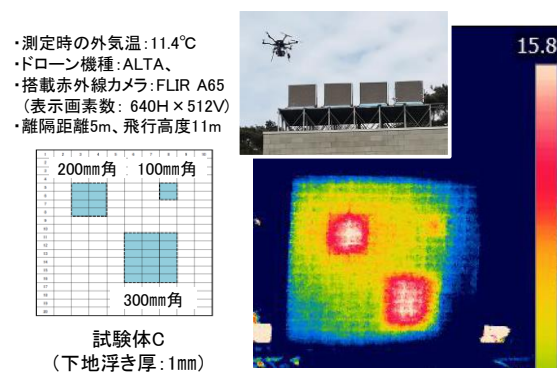 ・測定時の外気温:11.4℃
・ドローン機種:ALTA、
・搭載赤外線カメラ:FLIR A65
(表示画素数: 640H×512V)
・離隔距離5m、飛行高度11m
15.8
200㎜角 100㎜角
300㎜角
試験体C
(下地浮き厚:1㎜)